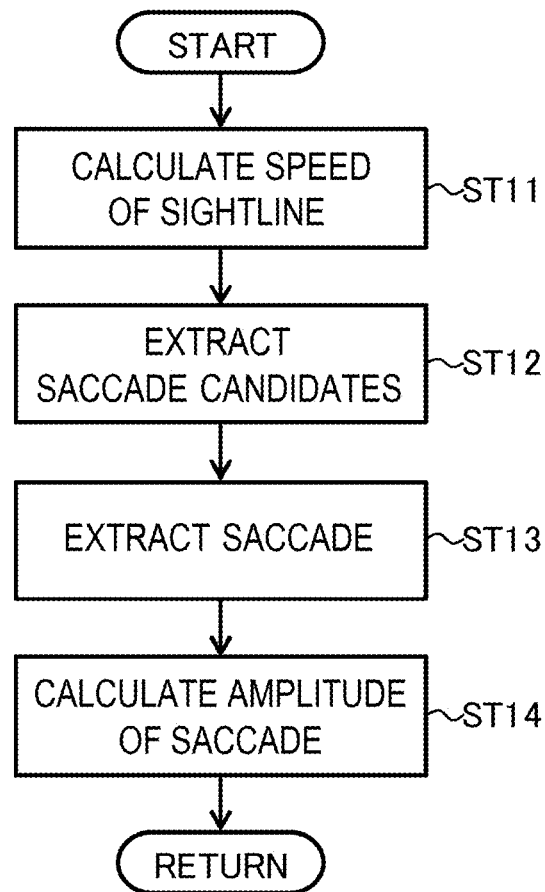 START
CALCULATE SPEED
OF SIGHTLINE
ST11
EXTRACT
SACCADE CANDIDATES
ST12
EXTRACT SACCADE
ST13
CALCULATE AMPLITUDE
OF SACCADE
ST14
RETURN